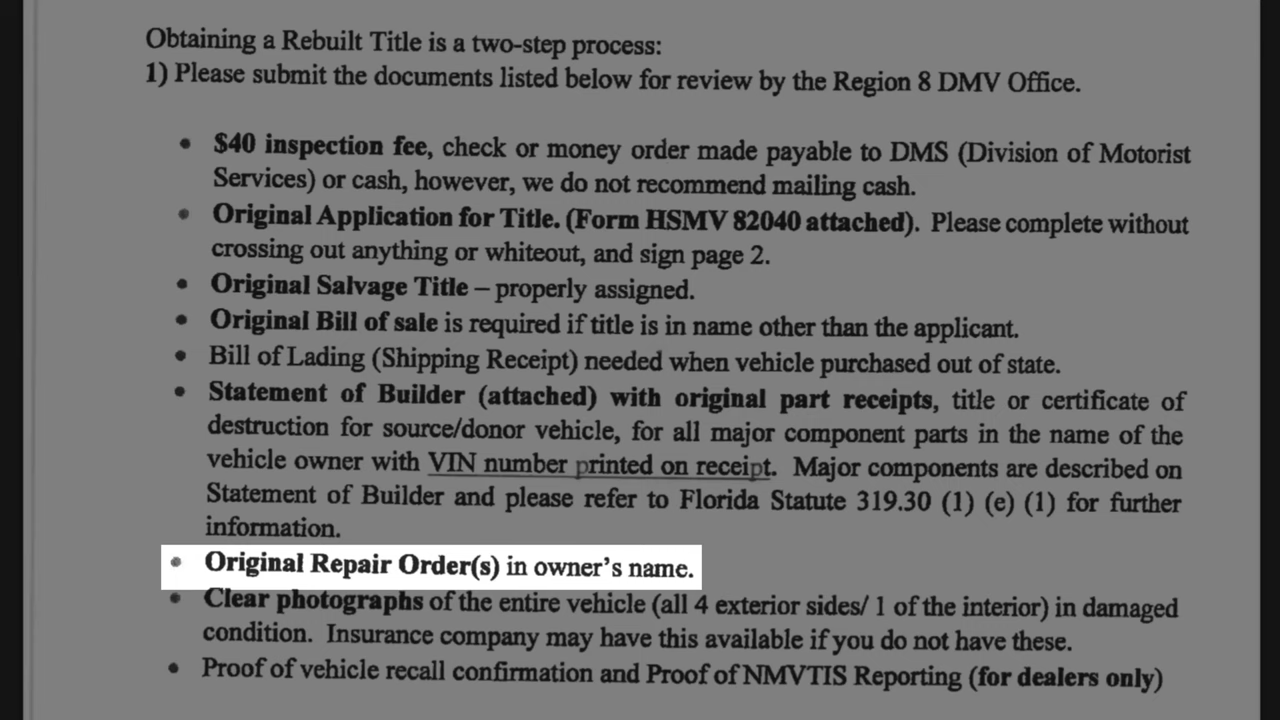 Obtaining a Rebuilt Title is a two-step process:
1) Please submit the documents listed below for review by the Region 8 DMV Office.
• $40 inspection fee, check or money order made payable to DMS (Division of Motorist
Services) or cash, however, we do not recommend mailing cash.
• Original Application for Title. (Form HSMV 82040 attached). Please complete without
crossing out anything or whiteout, and sign page 2.
• Original Salvage Title – properly assigned.
• Original Bill of sale is required if title is in name other than the applicant.
• Bill of Lading (Shipping Receipt) needed when vehicle purchased out of state.
• Statement of Builder (attached) with original part receipts, title or certificate of
destruction for source/donor vehicle, for all major component parts in the name of the
vehicle owner with VIN number printed on receipt. Major components are described on
Statement of Builder and please refer to Florida Statute 319.30 (1) (e) (1) for further
information.
• Original Repair Order(s) in owner's name.
• Clear photographs of the entire vehicle (all 4 exterior sides/ 1 of the interior) in damaged
condition. Insurance company may have this available if you do not have these.
• Proof of vehicle recall confirmation and Proof of NMVTIS Reporting (for dealers only)